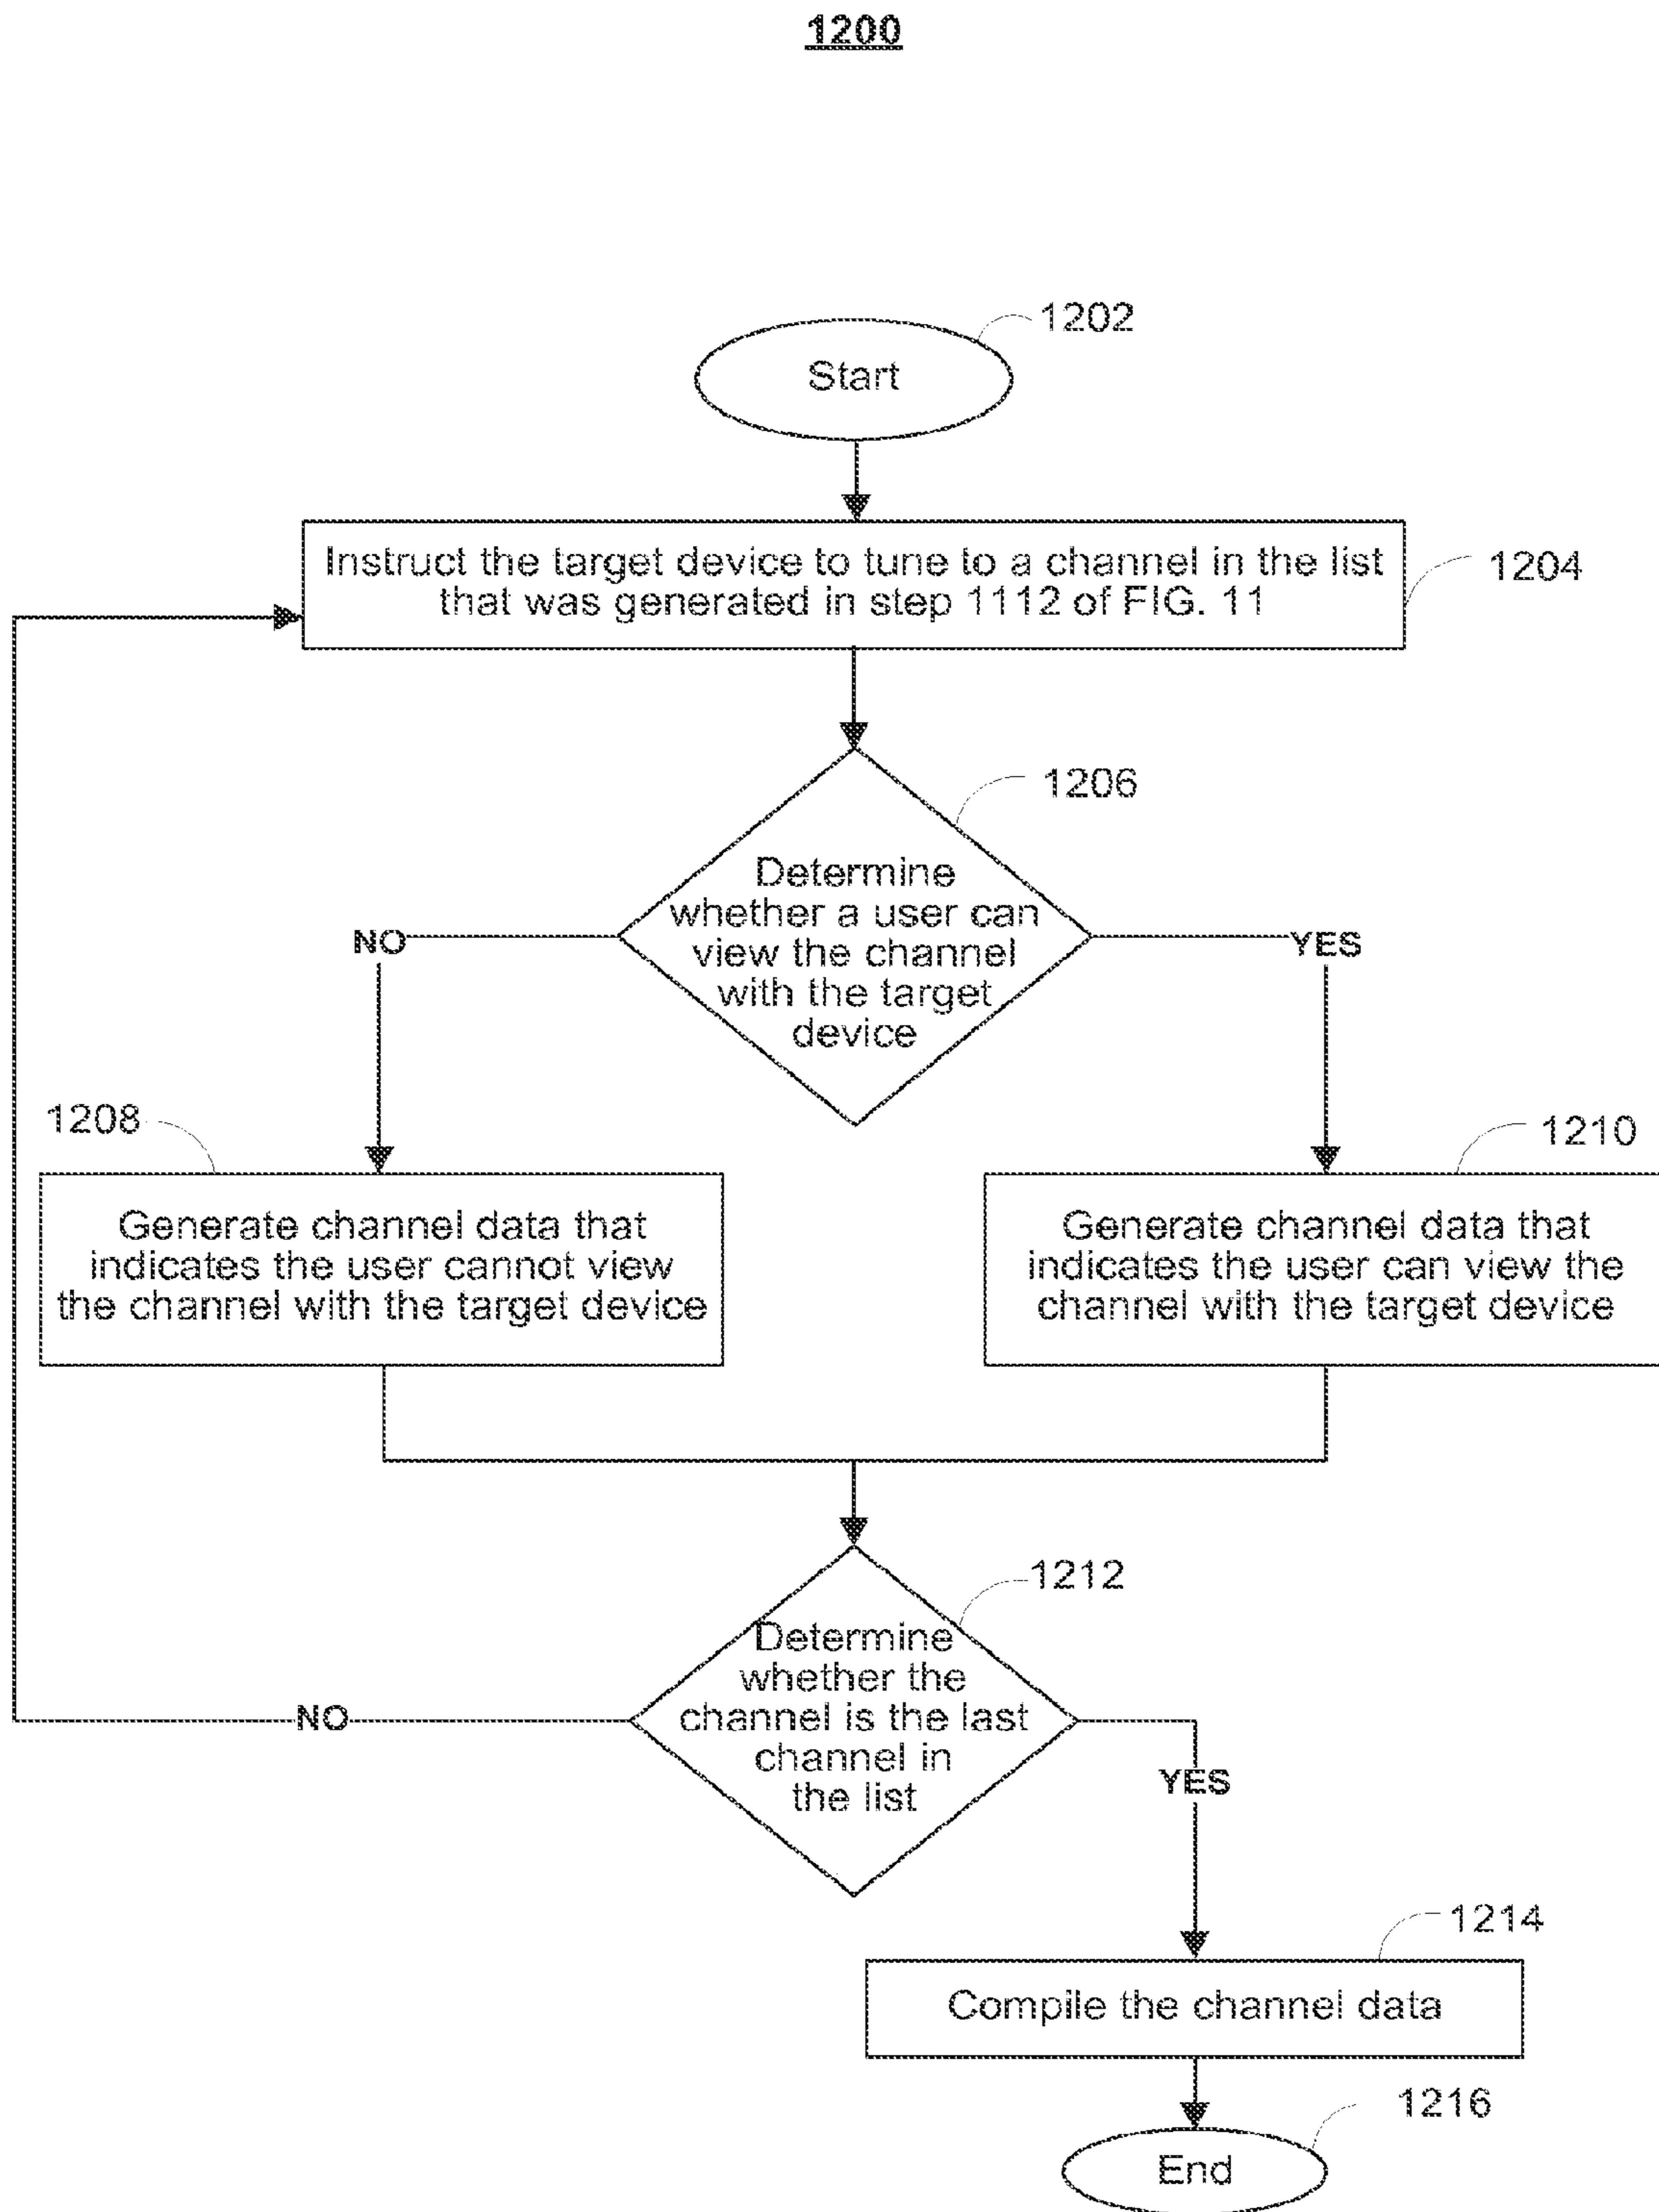 1200
1202
Start
Instruct the target device to tune to a channel in the list
that was generated in step 1112 of FIG. 11
1204
1206
Determine
whether a user can
view the channel
with the target
device
NO
YES
1208
1210
Generate channel data that
indicates the user cannot view
the channel with the target device
Generate channel data that
indicates the user can view the
channel with the target device
1212
Determine
whether the
channel is the last
channel in
the list
NO
YES
1214
Compile the channel data
1216
End